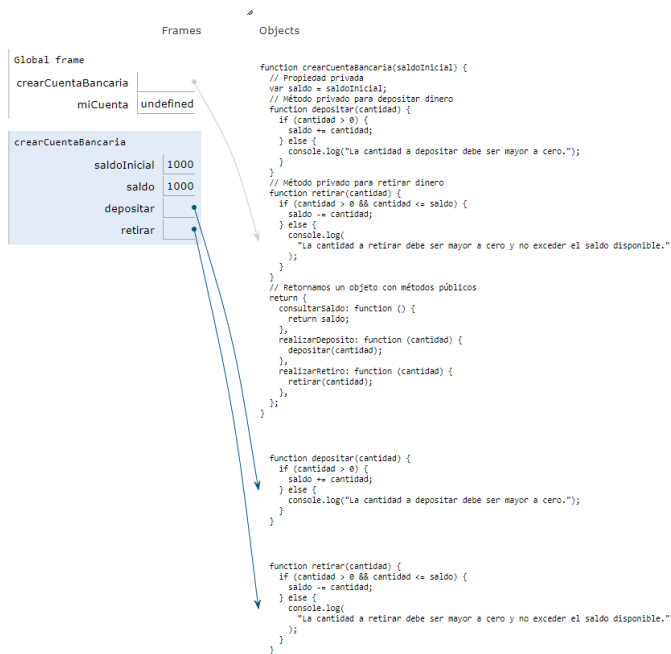 Frames Objects
Global frame
crearCuentaBancaria
miCuenta undefined
crearCuentaBancaria
saldoInicial 1000
saldo 1000
depositar
retirar
function crearCuentaBancaria(saldoInicial) {
  // Propiedad privada
  var saldo = saldoInicial;
  // Método privado para depositar dinero
  function depositar(cantidad) {
    if (cantidad > 0) {
      saldo += cantidad;
    } else {
      console.log("La cantidad a depositar debe ser mayor a cero.");
    }
  }
  // Método privado para retirar dinero
  function retirar(cantidad) {
    if (cantidad > 0 && cantidad <= saldo) {
      saldo -= cantidad;
    } else {
      console.log(
        "La cantidad a retirar debe ser mayor a cero y no exceder el saldo disponible."
      );
    }
  }
  // Retornamos un objeto con métodos públicos
  return {
    consultarSaldo: function () {
      return saldo;
    },
    realizarDeposito: function (cantidad) {
      depositar(cantidad);
    },
    realizarRetiro: function (cantidad) {
      retirar(cantidad);
    },
  };
}
function depositar(cantidad) {
    if (cantidad > 0) {
      saldo += cantidad;
    } else {
      console.log("La cantidad a depositar debe ser mayor a cero.");
    }
  }
function retirar(cantidad) {
    if (cantidad > 0 && cantidad <= saldo) {
      saldo -= cantidad;
    } else {
      console.log(
        "La cantidad a retirar debe ser mayor a cero y no exceder el saldo disponible."
      );
    }
  }